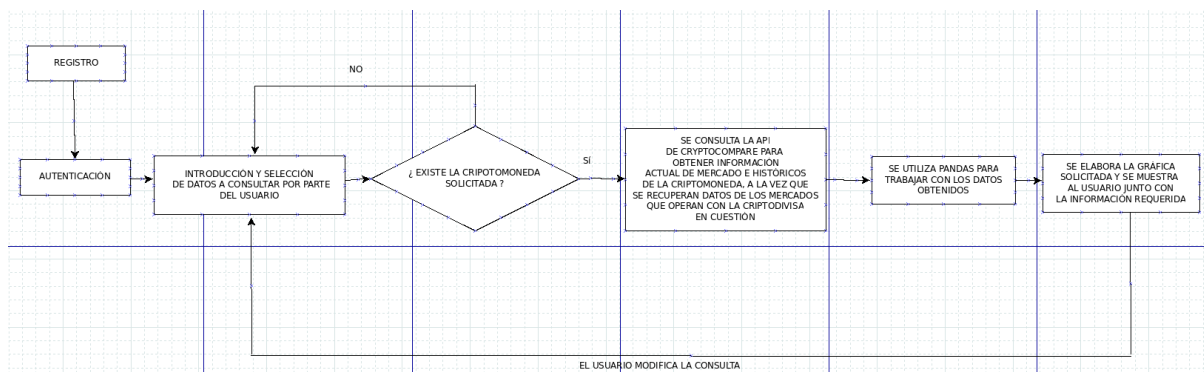 REGISTRO
AUTENTICACIÓN
INTRODUCCIÓN Y SELECCIÓN
DE DATOS A CONSULTAR POR PARTE
DEL USUARIO
NO
¿ EXISTE LA CRIPOTOMONEDA
SOLICITADA ?
SÍ
SE CONSULTA LA API
DE CRYPTOCOMPARE PARA
OBTENER INFORMACIÓN
ACTUAL DE MERCADO E HISTÓRICOS
DE LA CRIPTOMONEDA, A LA VEZ QUE
SE RECUPERAN DATOS DE LOS MERCADOS
QUE OPERAN CON LA CRIPTODIVISA
EN CUESTIÓN
SE UTILIZA PANDAS PARA
TRABAJAR CON LOS DATOS
OBTENIDOS
SE ELABORA LA GRÁFICA
SOLICITADA Y SE MUESTRA
AL USUARIO JUNTO CON
LA INFORMACIÓN REQUERIDA
EL USUARIO MODIFICA LA CONSULTA